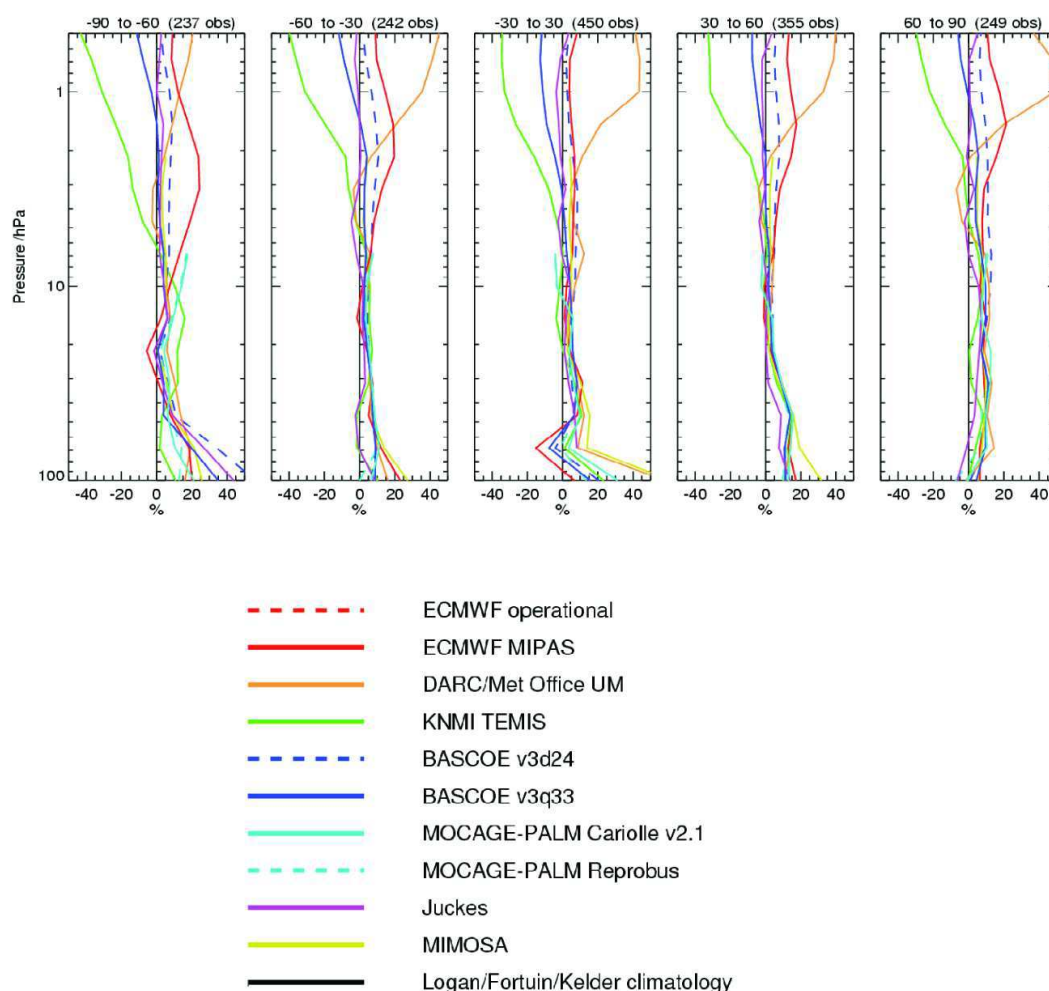 -90 to -60 (237 obs)
-60 to -30 (242 obs)
-30 to 30 (450 obs)
30 to 60 (355 obs)
60 to 90 (249 obs)
Pressure /hPa
1
10
100
-40 -20 0 20 40
-40 -20 0 20 40
-40 -20 0 20 40
-40 -20 0 20 40
-40 -20 0 20 40
%
%
%
%
%
ECMWF operational
ECMWF MIPAS
DARC/Met Office UM
KNMI TEMIS
BASCOE v3d24
BASCOE v3q33
MOCAGE-PALM Cariolle v2.1
MOCAGE-PALM Reprobus
Juckes
MIMOSA
Logan/Fortuin/Kelder climatology